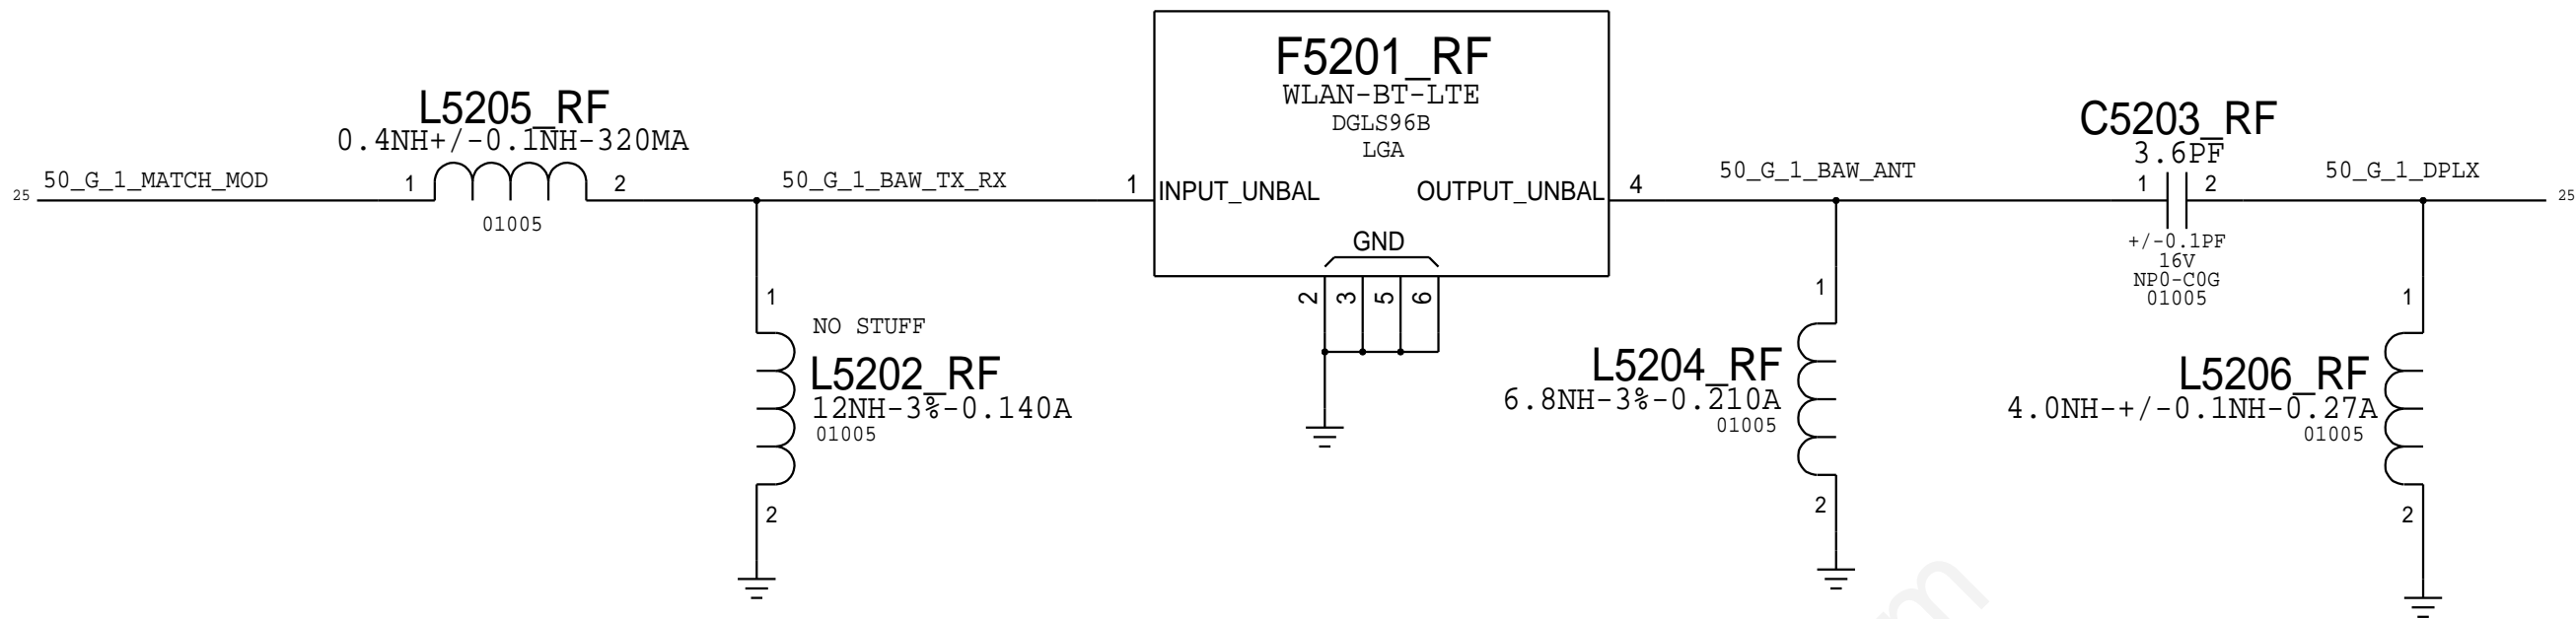 F5201_RF
WLAN-BT-LTE
DGLS96B
LGA
INPUT_UNBAL
OUTPUT_UNBAL
GND
1
4
2
3
5
6
L5205_RF
0.4NH+/-0.1NH-320MA
25
50_G_1_MATCH_MOD
1
2
01005
50_G_1_BAW_TX_RX
1
NO STUFF
L5202_RF
12NH-3%-0.140A
01005
2
50_G_1_BAW_ANT
1
L5204_RF
6.8NH-3%-0.210A
01005
2
C5203_RF
3.6PF
1
2
+/-0.1PF
16V
NP0-C0G
01005
50_G_1_DPLX
25
1
L5206_RF
4.0NH-+/-0.1NH-0.27A
01005
2